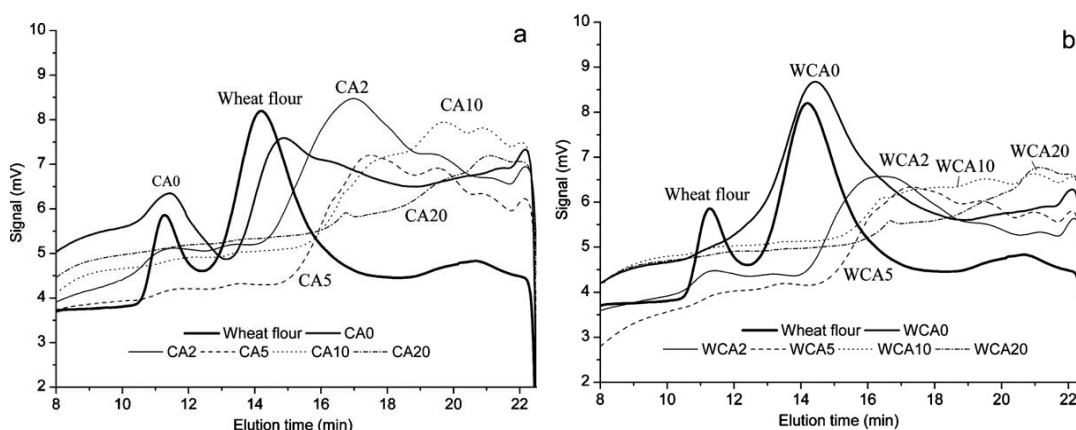 a
10
9
8
7
6
5
4
3
2
Signal (mV)
CA0
Wheat flour
CA2
CA10
CA20
CA5
Wheat flour CA0
CA2 CA5 CA10 CA20
8 10 12 14 16 18 20 22
Elution time (min)
b
10
9
8
7
6
5
4
3
2
Signal (mV)
Wheat flour
WCA0
WCA2
WCA10
WCA20
WCA5
Wheat flour WCA0
WCA2 WCA5 WCA10 WCA20
8 10 12 14 16 18 20 22
Elution time (min)